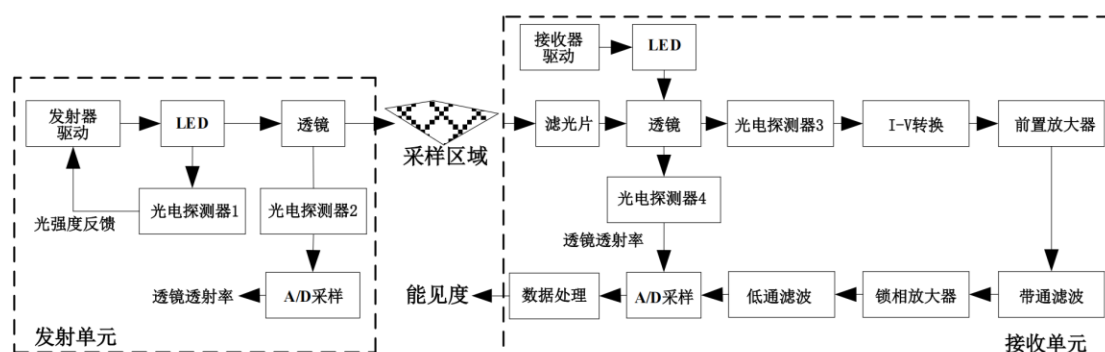 发射器
驱动
LED
透镜
光强度反馈
光电探测器1
光电探测器2
透镜透射率
A/D采样
发射单元
采样区域
接收器
驱动
LED
滤光片
透镜
光电探测器3
I-V转换
前置放大器
光电探测器4
透镜透射率
能见度
数据处理
A/D采样
低通滤波
锁相放大器
带通滤波
接收单元